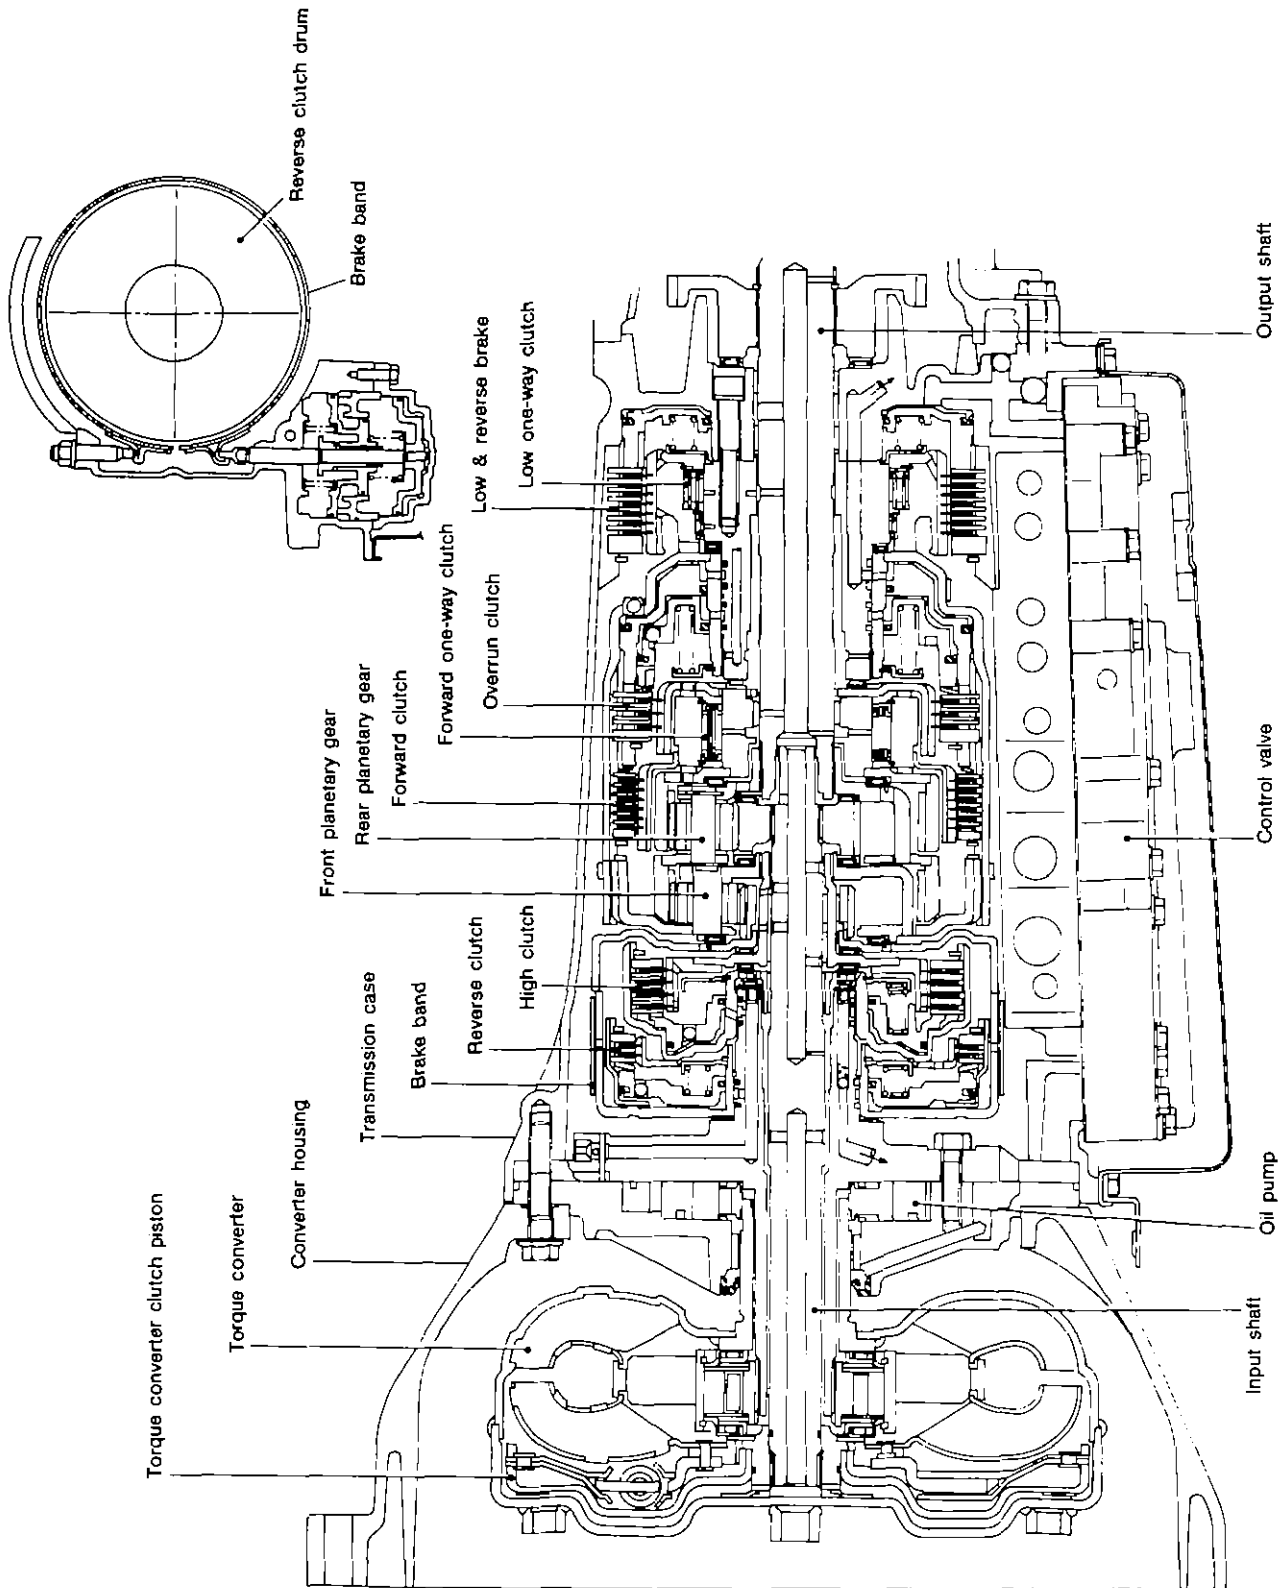 Torque converter clutch piston
Torque converter
Converter housing
Transmission case
Brake band
Reverse clutch
High clutch
Front planetary gear
Rear planetary gear
Forward clutch
Forward one-way clutch
Overrun clutch
Low & reverse brake
Low one-way clutch
Brake band
Reverse clutch drum
Input shaft
Oil pump
Control valve
Output shaft